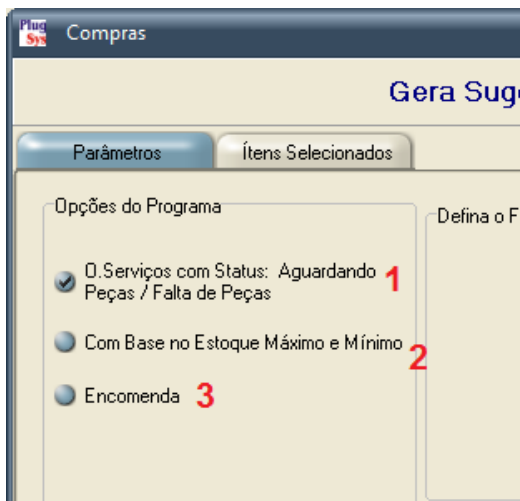 Plug
Sys
Compras
Gera Sug
Parâmetros
Ítens Selecionados
Opções do Programa
Defina o F
O.Serviços com Status: Aguardando
Peças / Falta de Peças
1
Com Base no Estoque Máximo e Mínimo
2
Encomenda
3